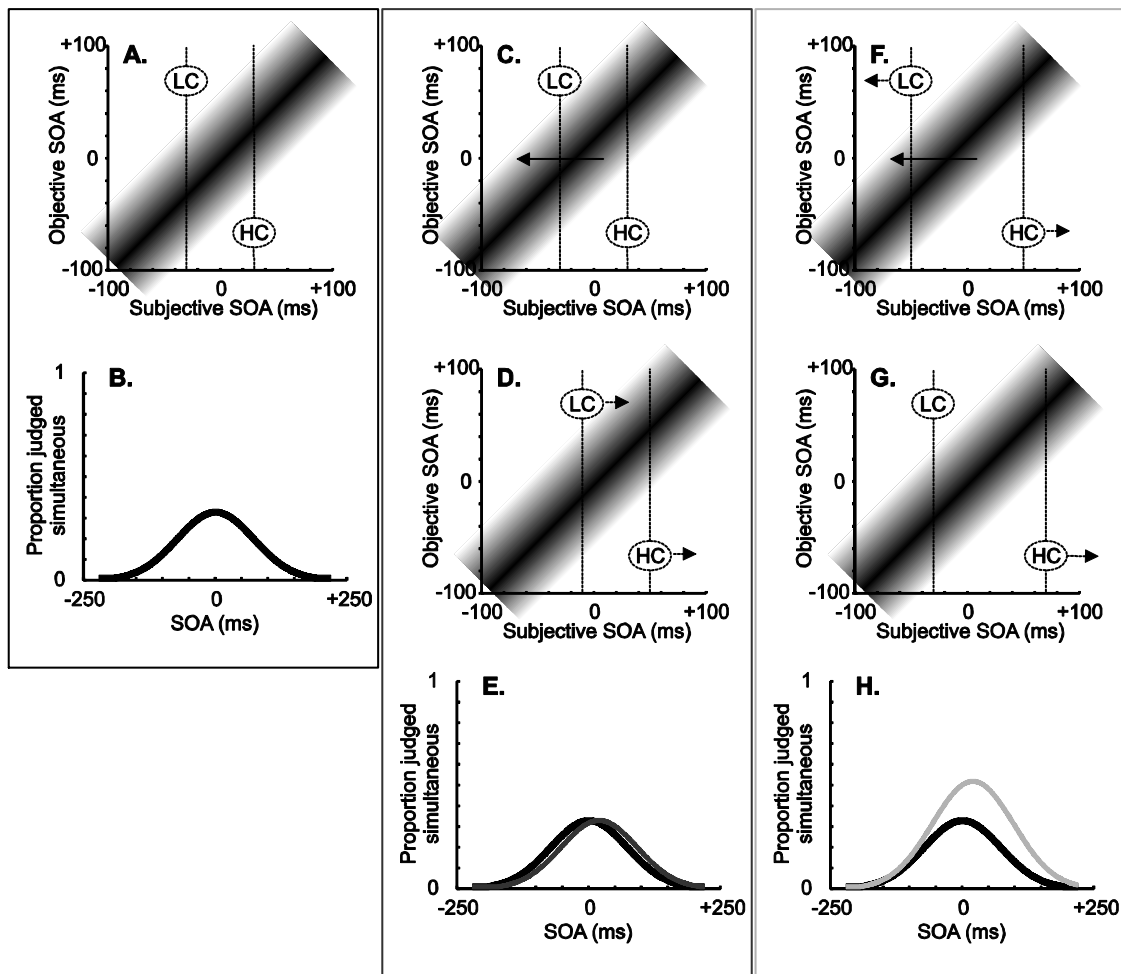 A.
+100
LC
Objective SOA (ms)
0
HC
-100
-100 0 +100
Subjective SOA (ms)
B.
1
Proportion judged
simultaneous
0
-250 0 +250
SOA (ms)
C.
+100
LC
Objective SOA (ms)
0
HC
-100
-100 0 +100
Subjective SOA (ms)
D.
+100
LC
Objective SOA (ms)
0
HC
-100
-100 0 +100
Subjective SOA (ms)
E.
1
Proportion judged
simultaneous
0
-250 0 +250
SOA (ms)
F.
+100
LC
Objective SOA (ms)
0
HC
-100
-100 0 +100
Subjective SOA (ms)
G.
+100
LC
Objective SOA (ms)
0
HC
-100
-100 0 +100
Subjective SOA (ms)
H.
1
Proportion judged
simultaneous
0
-250 0 +250
SOA (ms)